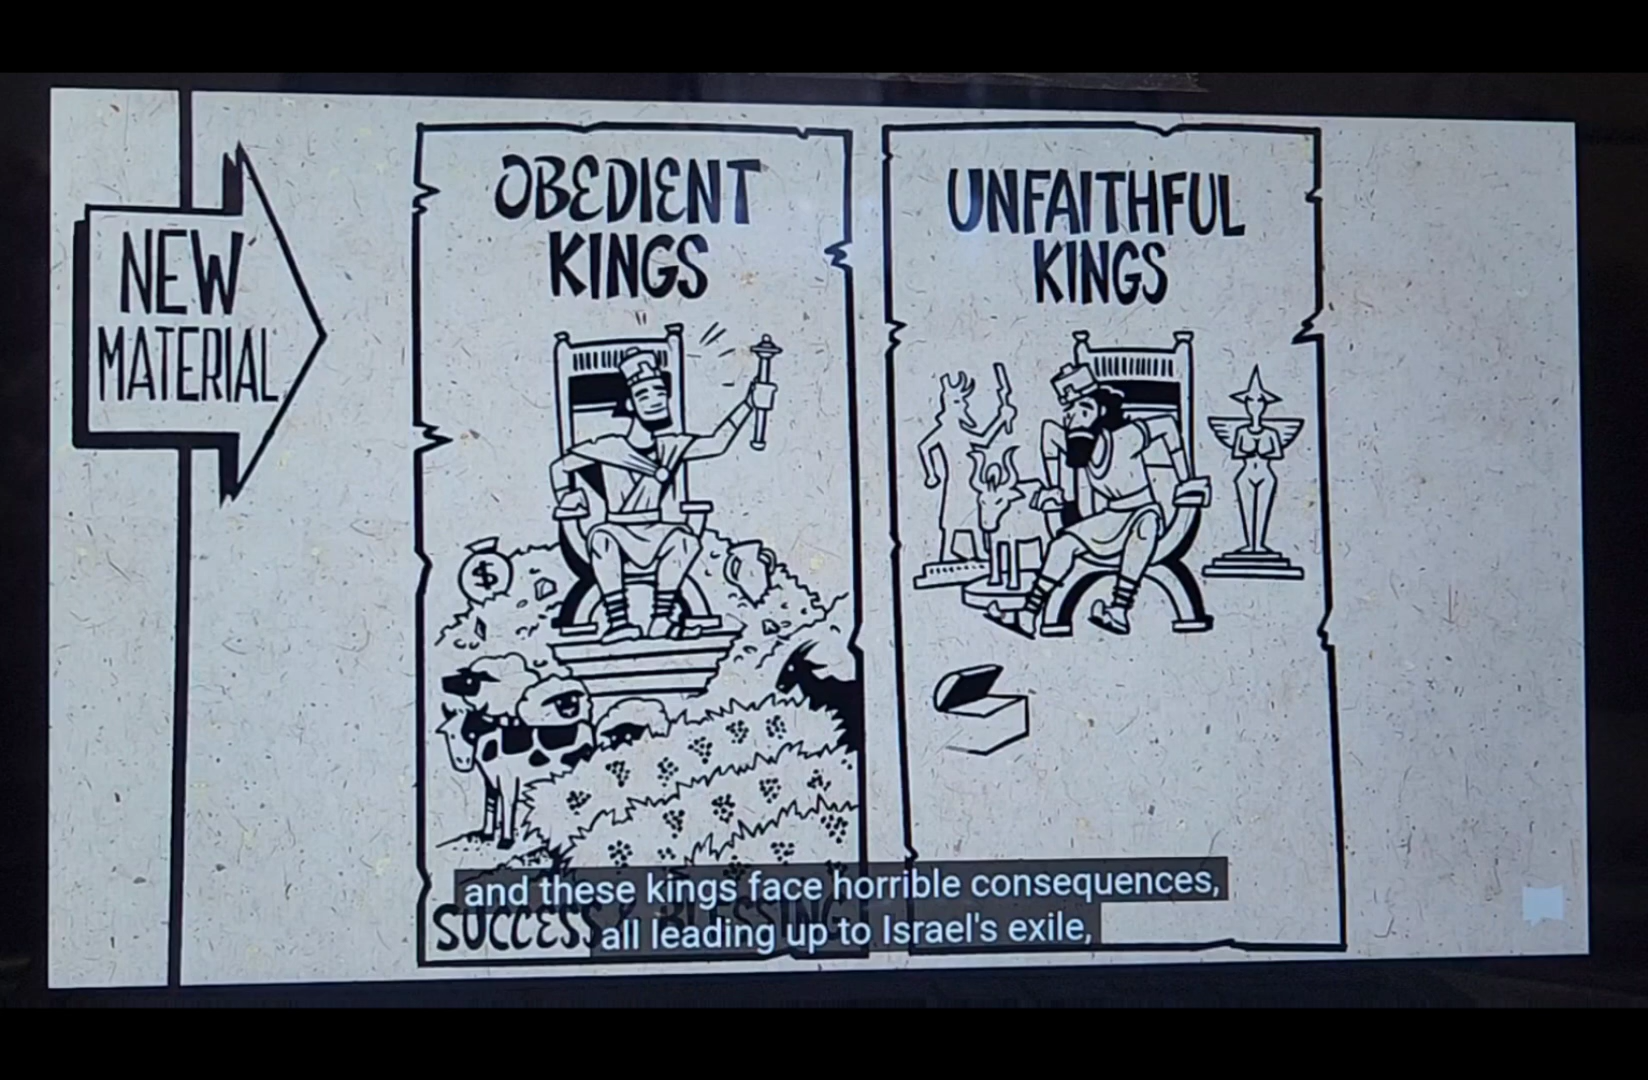 NEW
MATERIAL
OBEDIENT
KINGS
UNFAITHFUL
KINGS
$
SUCCESS & BLESSING
and these kings face horrible consequences,
all leading up to Israel's exile,